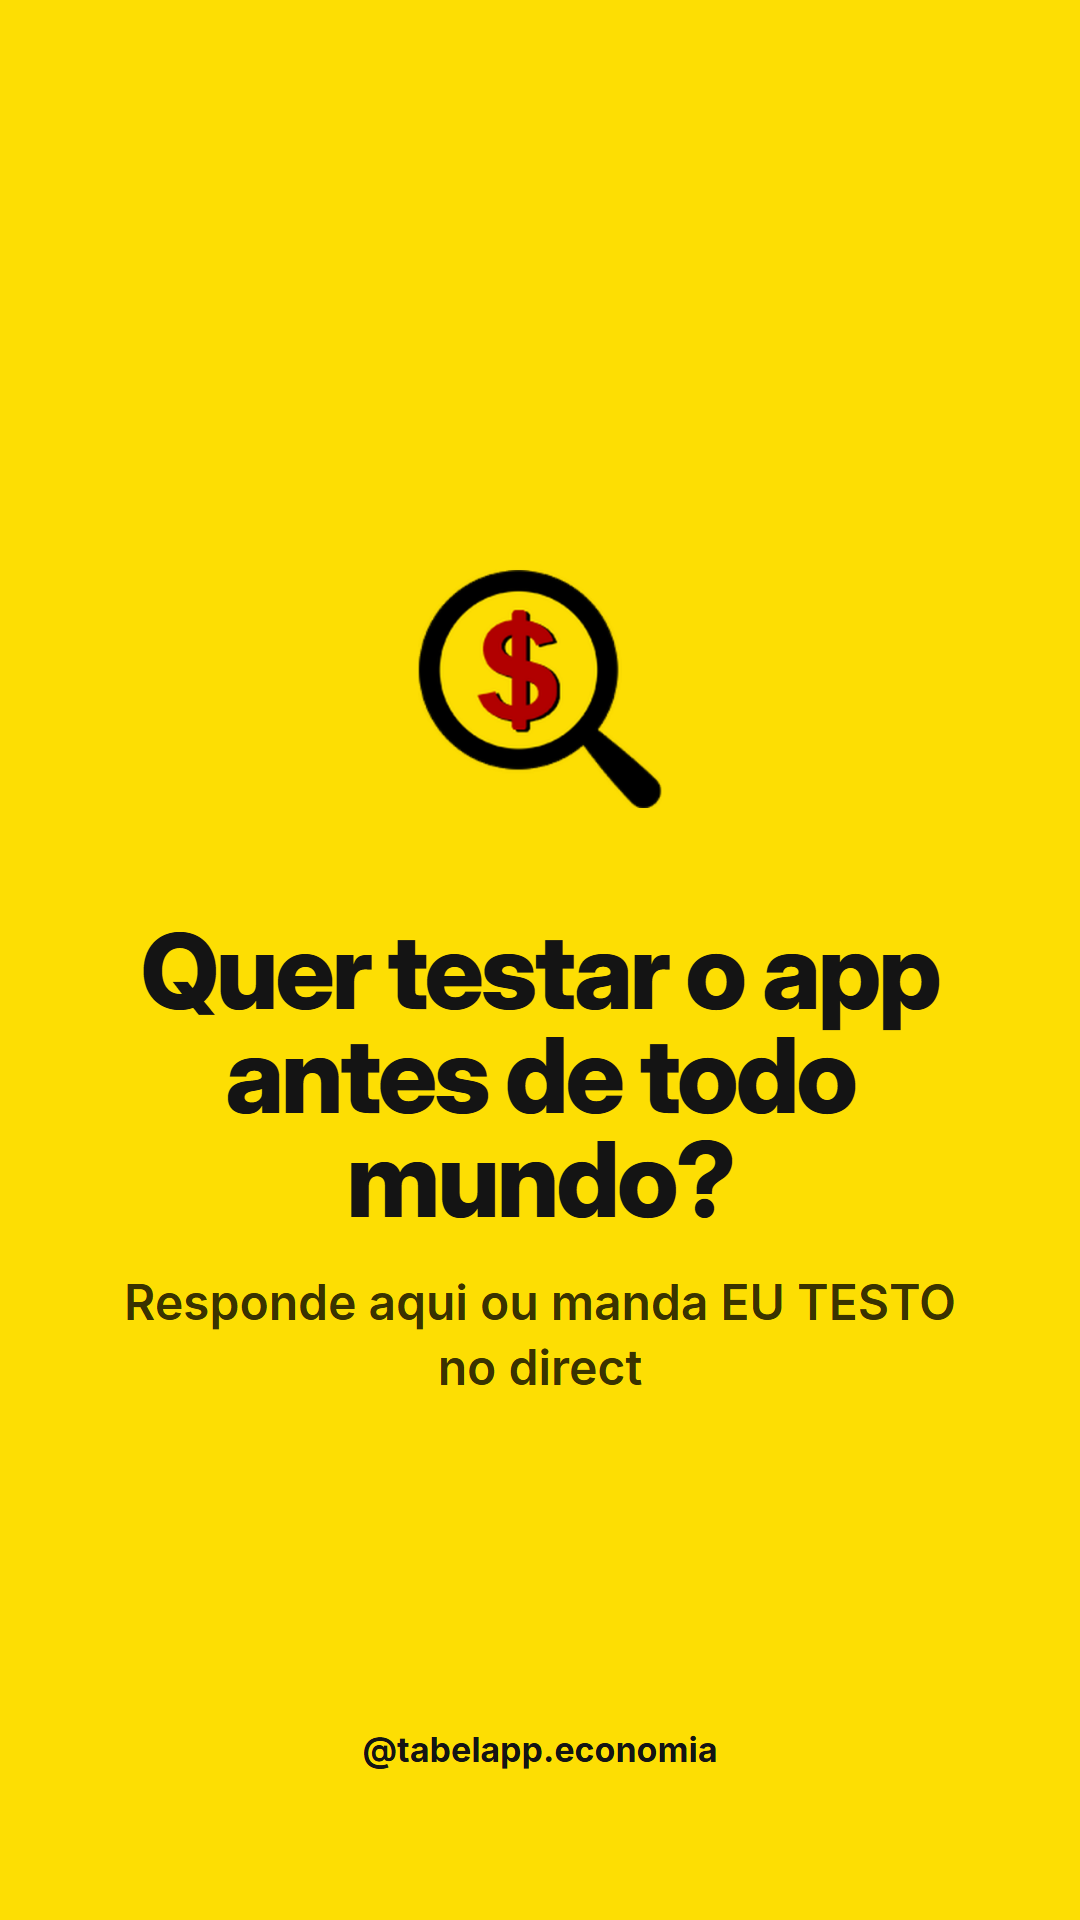 $
Quer testar o app
antes de todo
mundo?
Responde aqui ou manda EU TESTO
no direct
@tabelapp.economia